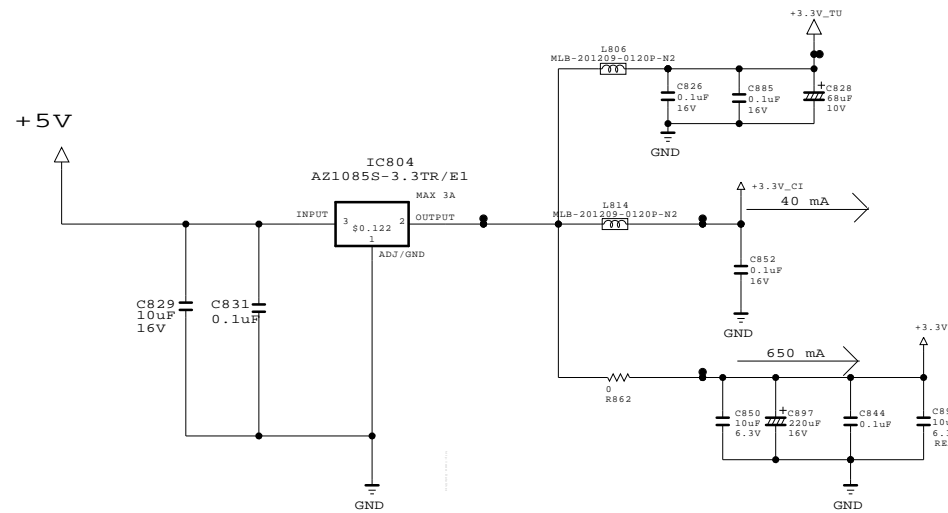 +3.3V_TU
L806
MLB-201209-0120P-N2
C826
0.1uF
16V
C885
0.1uF
16V
+
C828
68uF
10V
GND
+5V
IC804
AZ1085S-3.3TR/E1
MAX 3A
INPUT
3
2
OUTPUT
$0.122
1
ADJ/GND
L814
MLB-201209-0120P-N2
+3.3V_CI
40 mA
C852
0.1uF
16V
GND
C829
10uF
16V
C831
0.1uF
GND
650 mA
+3.3V
0
R862
C850
10uF
6.3V
+
C897
220uF
16V
C844
0.1uF
GND